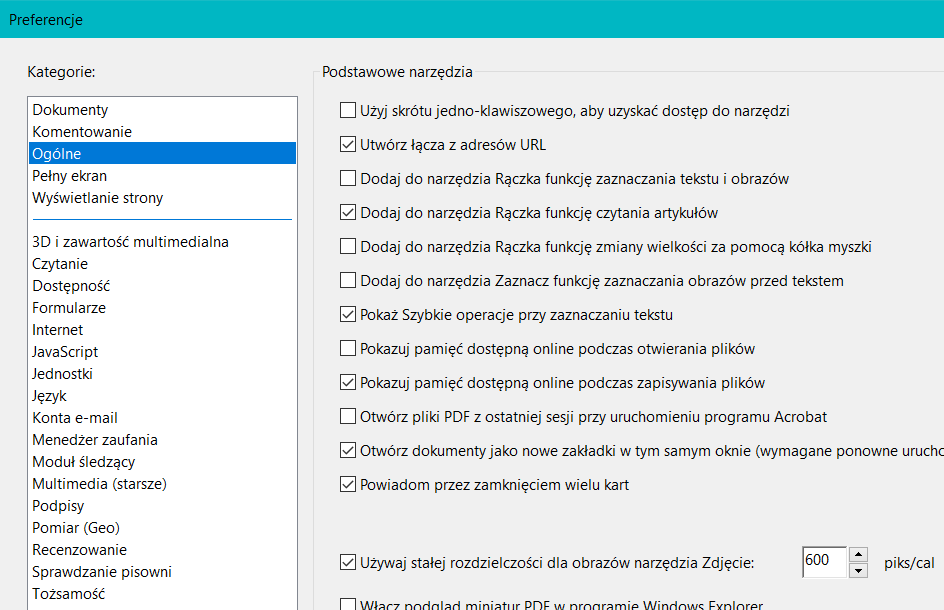 Preferencje
Kategorie:
Dokumenty
Komentowanie
Ogólne
Pełny ekran
Wyświetlanie strony
3D i zawartość multimedialna
Czytanie
Dostępność
Formularze
Internet
JavaScript
Jednostki
Język
Konta e-mail
Menedżer zaufania
Moduł śledzący
Multimedia (starsze)
Podpisy
Pomiar (Geo)
Recenzowanie
Sprawdzanie pisowni
Tożsamość
Podstawowe narzędzia
Użyj skrótu jedno-klawiszowego, aby uzyskać dostęp do narzędzi
Utwórz łącza z adresów URL
Dodaj do narzędzia Rączka funkcję zaznaczania tekstu i obrazów
Dodaj do narzędzia Rączka funkcję czytania artykułów
Dodaj do narzędzia Rączka funkcję zmiany wielkości za pomocą kółka myszki
Dodaj do narzędzia Zaznacz funkcję zaznaczania obrazów przed tekstem
Pokaż Szybkie operacje przy zaznaczaniu tekstu
Pokazuj pamięć dostępną online podczas otwierania plików
Pokazuj pamięć dostępną online podczas zapisywania plików
Otwórz pliki PDF z ostatniej sesji przy uruchomieniu programu Acrobat
Otwórz dokumenty jako nowe zakładki w tym samym oknie (wymagane ponowne urucho
Powiadom przez zamknięciem wielu kart
Używaj stałej rozdzielczości dla obrazów narzędzia Zdjęcie: 600 piks/cal
Włącz podgląd miniatur PDF w programie Windows Explorer